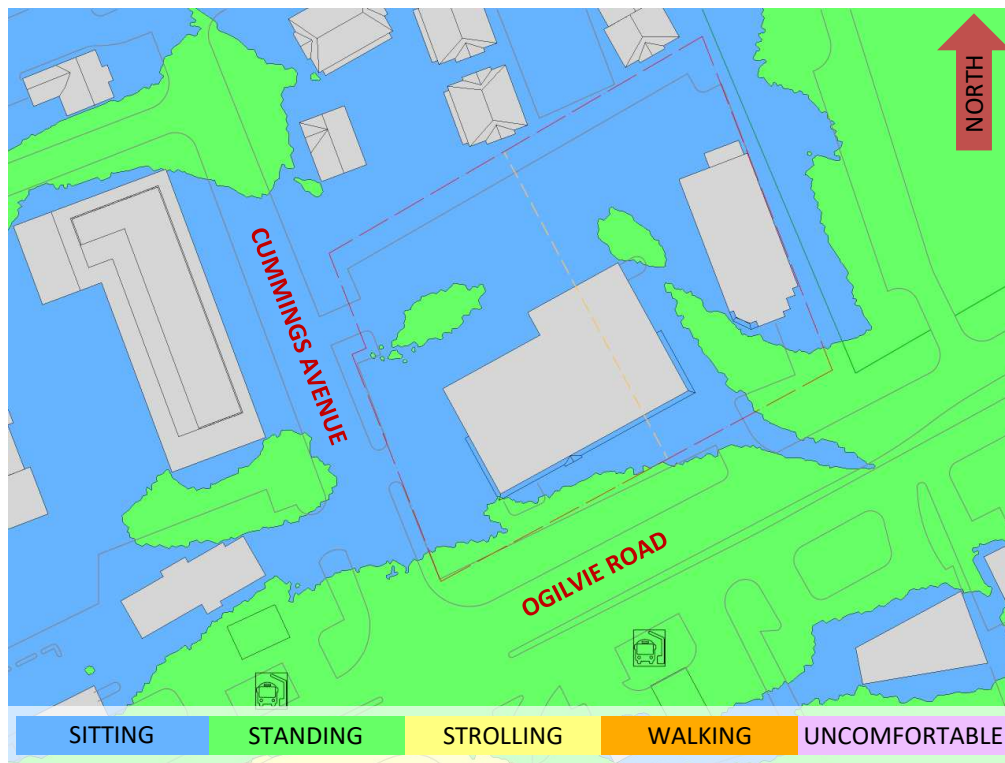 NORTH
CUMMINGS AVENUE
OGILVIE ROAD
SITTING
STANDING
STROLLING
WALKING
UNCOMFORTABLE